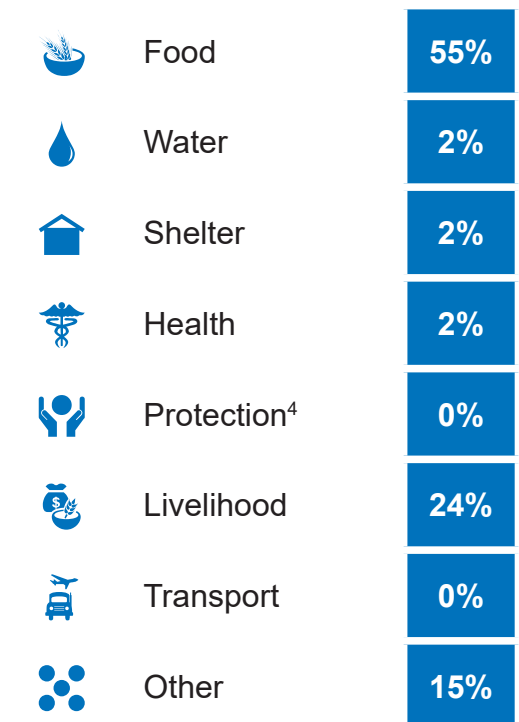 Food 55%
Water 2%
Shelter 2%
Health 2%
Protection⁴ 0%
$ Livelihood 24%
Transport 0%
Other 15%